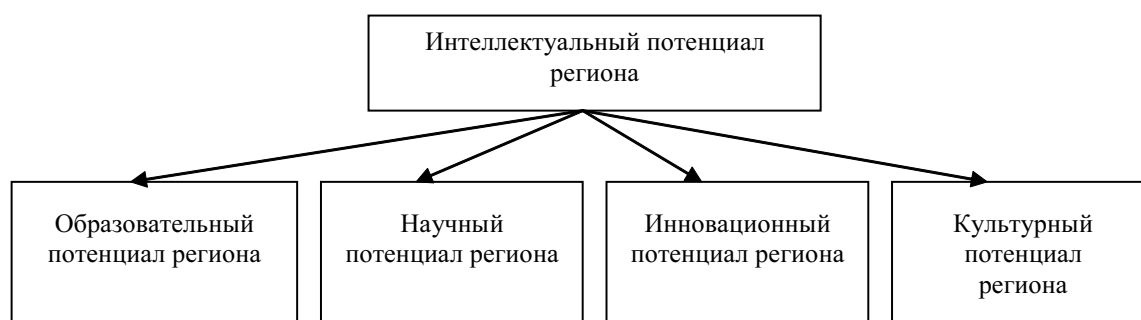 Интеллектуальный потенциал
региона
Образовательный
потенциал региона
Научный
потенциал региона
Инновационный
потенциал региона
Культурный
потенциал
региона